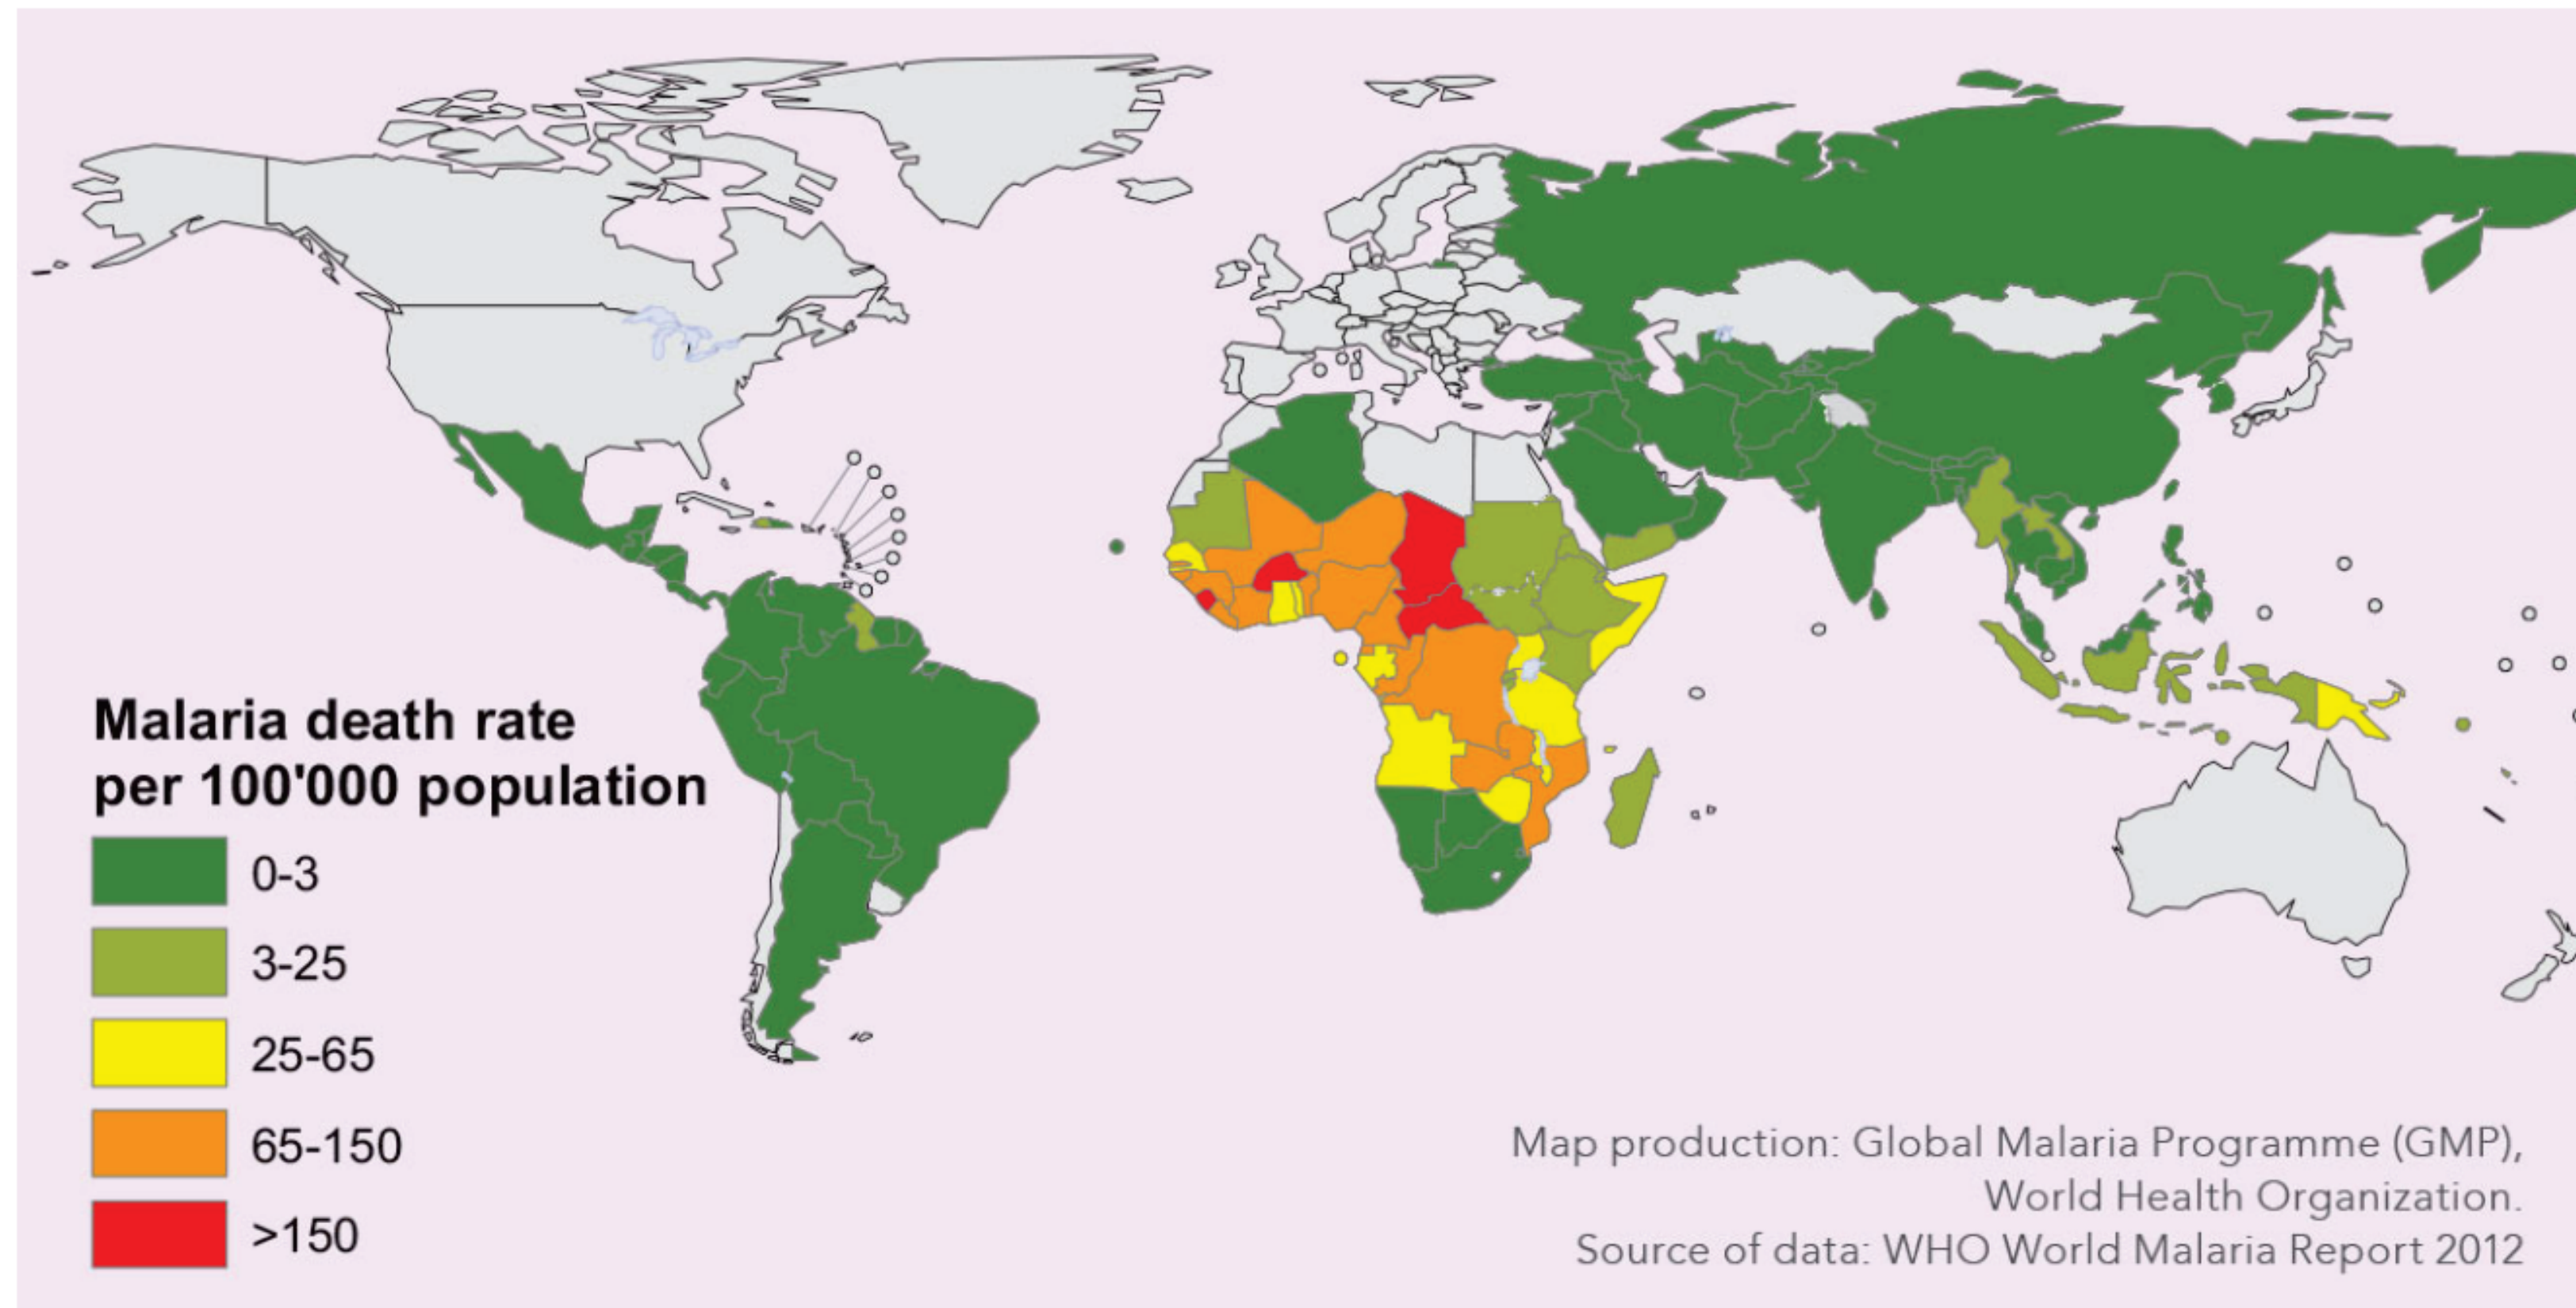 Malaria death rate
per 100'000 population
0-3
3-25
25-65
65-150
>150
Map production: Global Malaria Programme (GMP),
World Health Organization.
Source of data: WHO World Malaria Report 2012